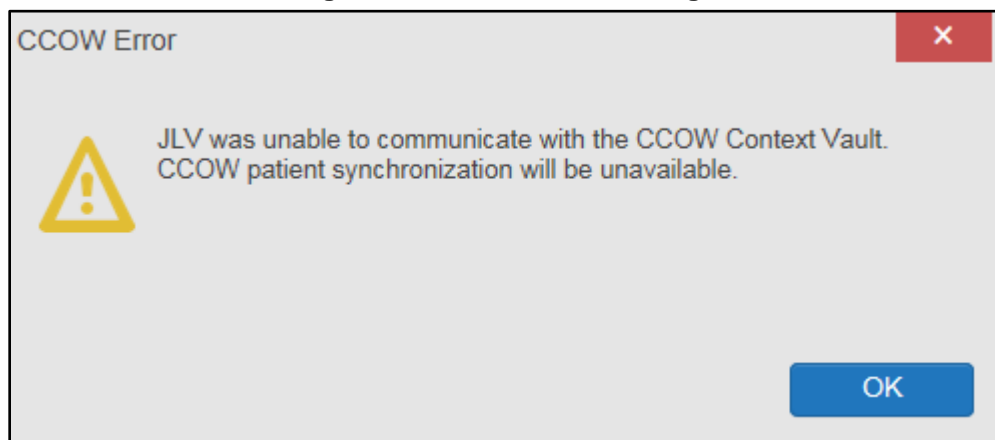 CCOW Error
JLV was unable to communicate with the CCOW Context Vault.
CCOW patient synchronization will be unavailable.
OK